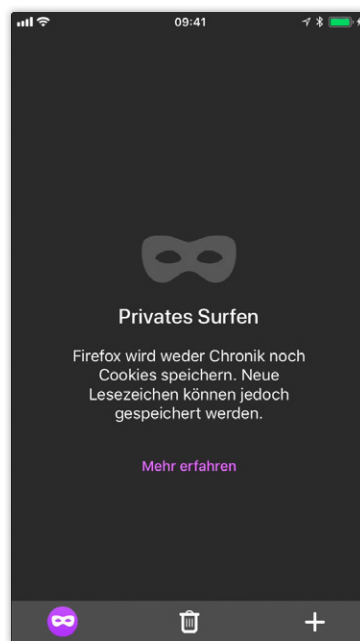 09:41
Privates Surfen
Firefox wird weder Chronik noch
Cookies speichern. Neue
Lesezeichen können jedoch
gespeichert werden.
Mehr erfahren